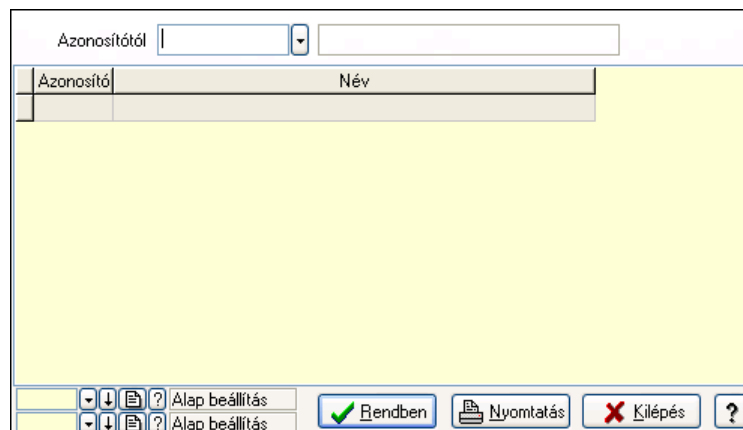 Azonosítótól
Azonosító Név
? Alap beállítás
? Alap beállítás
Rendben Nyomtatás Kilépés ?